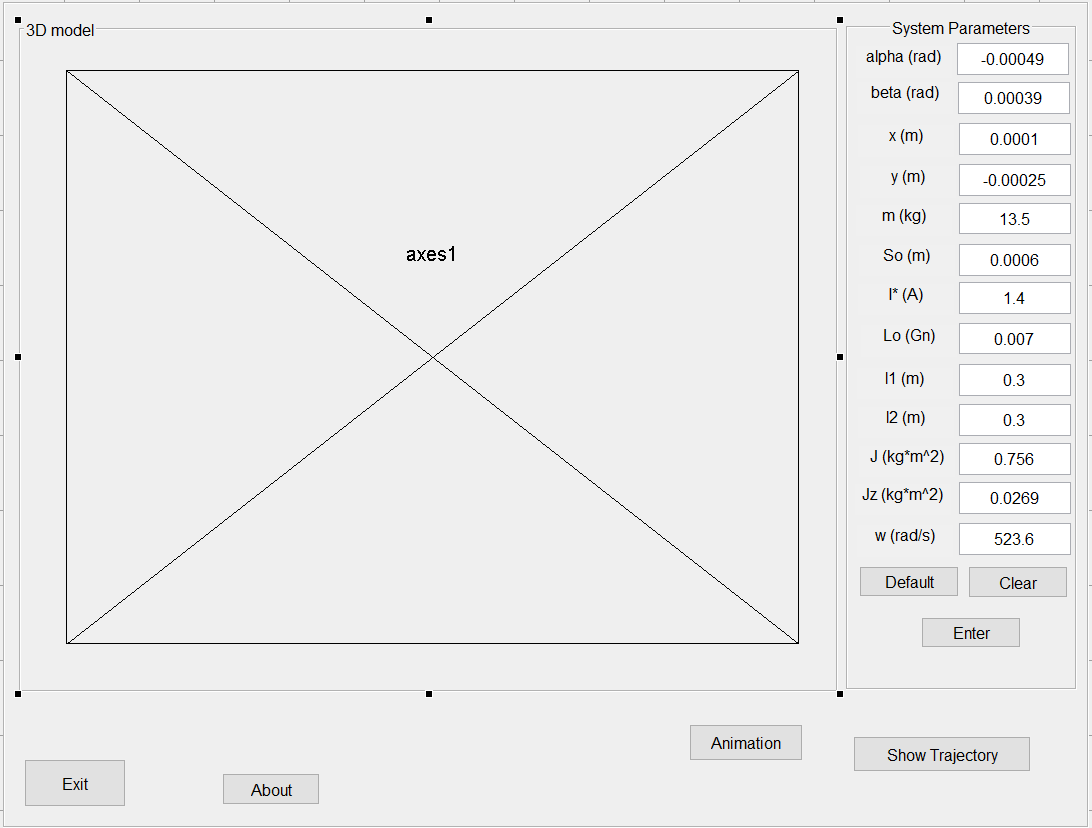 3D model
axes1
System Parameters
alpha (rad) -0.00049
beta (rad) 0.00039
x (m) 0.0001
y (m) -0.00025
m (kg) 13.5
So (m) 0.0006
I* (A) 1.4
Lo (Gn) 0.007
l1 (m) 0.3
l2 (m) 0.3
J (kg*m^2) 0.756
Jz (kg*m^2) 0.0269
w (rad/s) 523.6
Default Clear
Enter
Animation
Show Trajectory
Exit
About